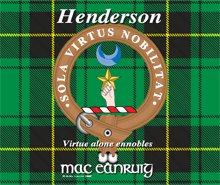 Henderson
SOLA VIRTUS NOBILITAT
Virtue alone ennobles
mac eanruig